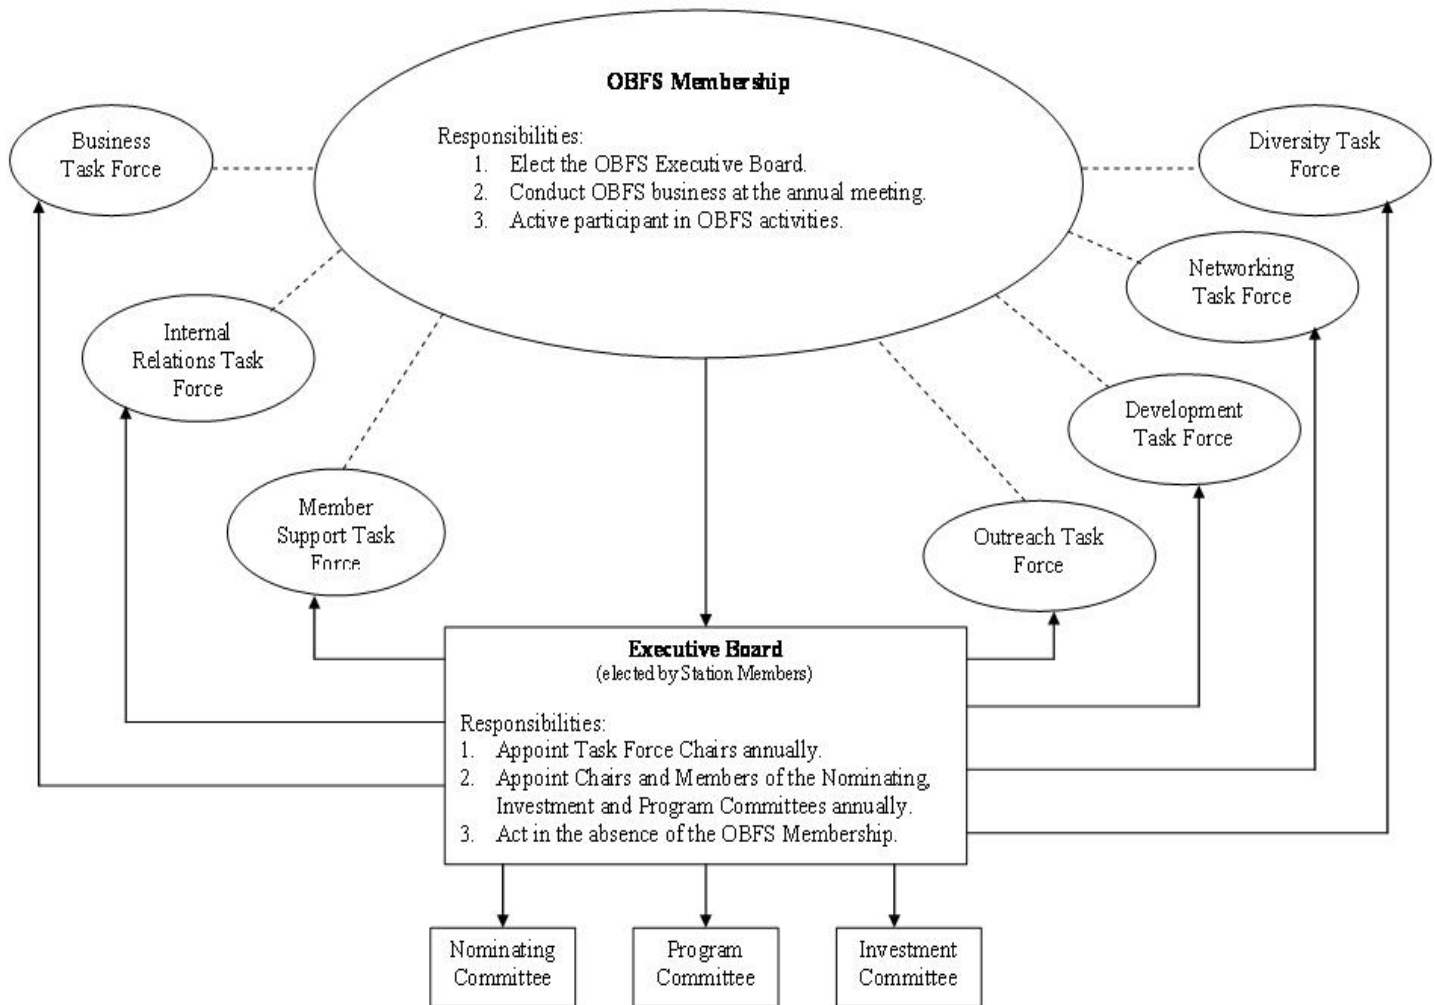 OBFS Membership
Responsibilities:
1. Elect the OBFS Executive Board.
2. Conduct OBFS business at the annual meeting.
3. Active participant in OBFS activities.
Business
Task Force
Internal
Relations Task
Force
Member
Support Task
Force
Diversity Task
Force
Networking
Task Force
Development
Task Force
Outreach Task
Force
Executive Board
(elected by Station Members)
Responsibilities:
1. Appoint Task Force Chairs annually.
2. Appoint Chairs and Members of the Nominating,
Investment and Program Committees annually.
3. Act in the absence of the OBFS Membership.
Nominating
Committee
Program
Committee
Investment
Committee